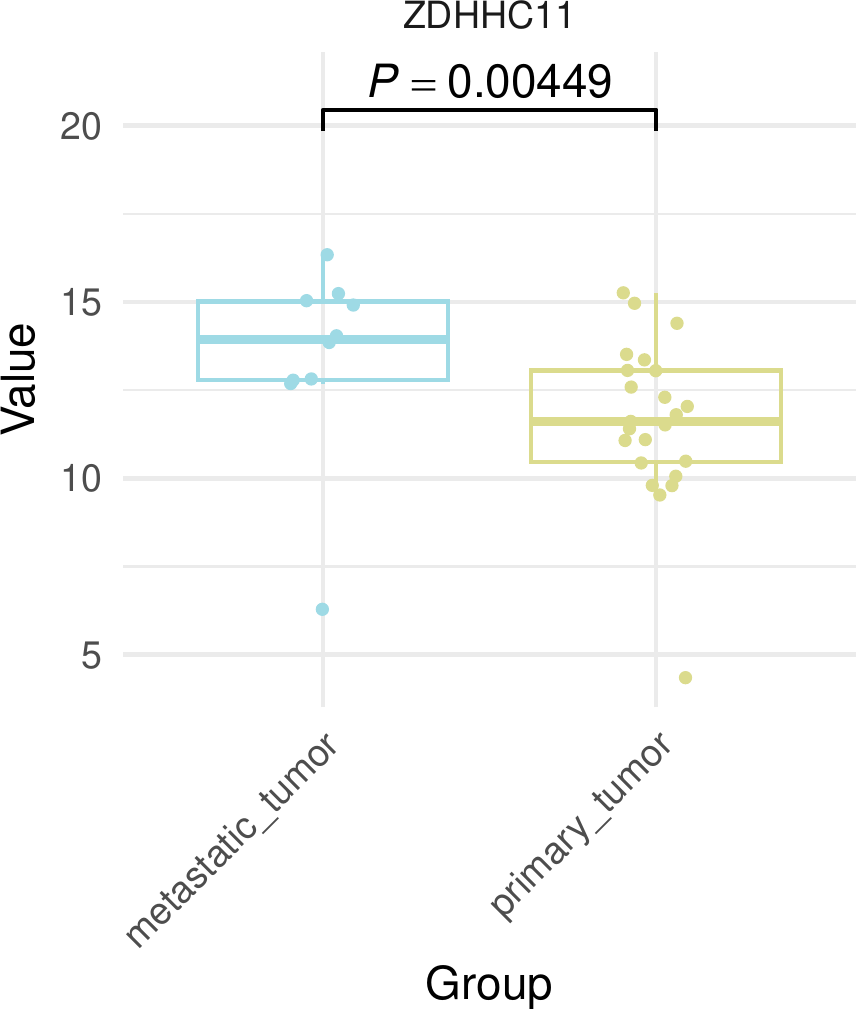 ZDHHC11
P = 0.00449
20
15
10
5
Value
metastatic_tumor
primary_tumor
Group